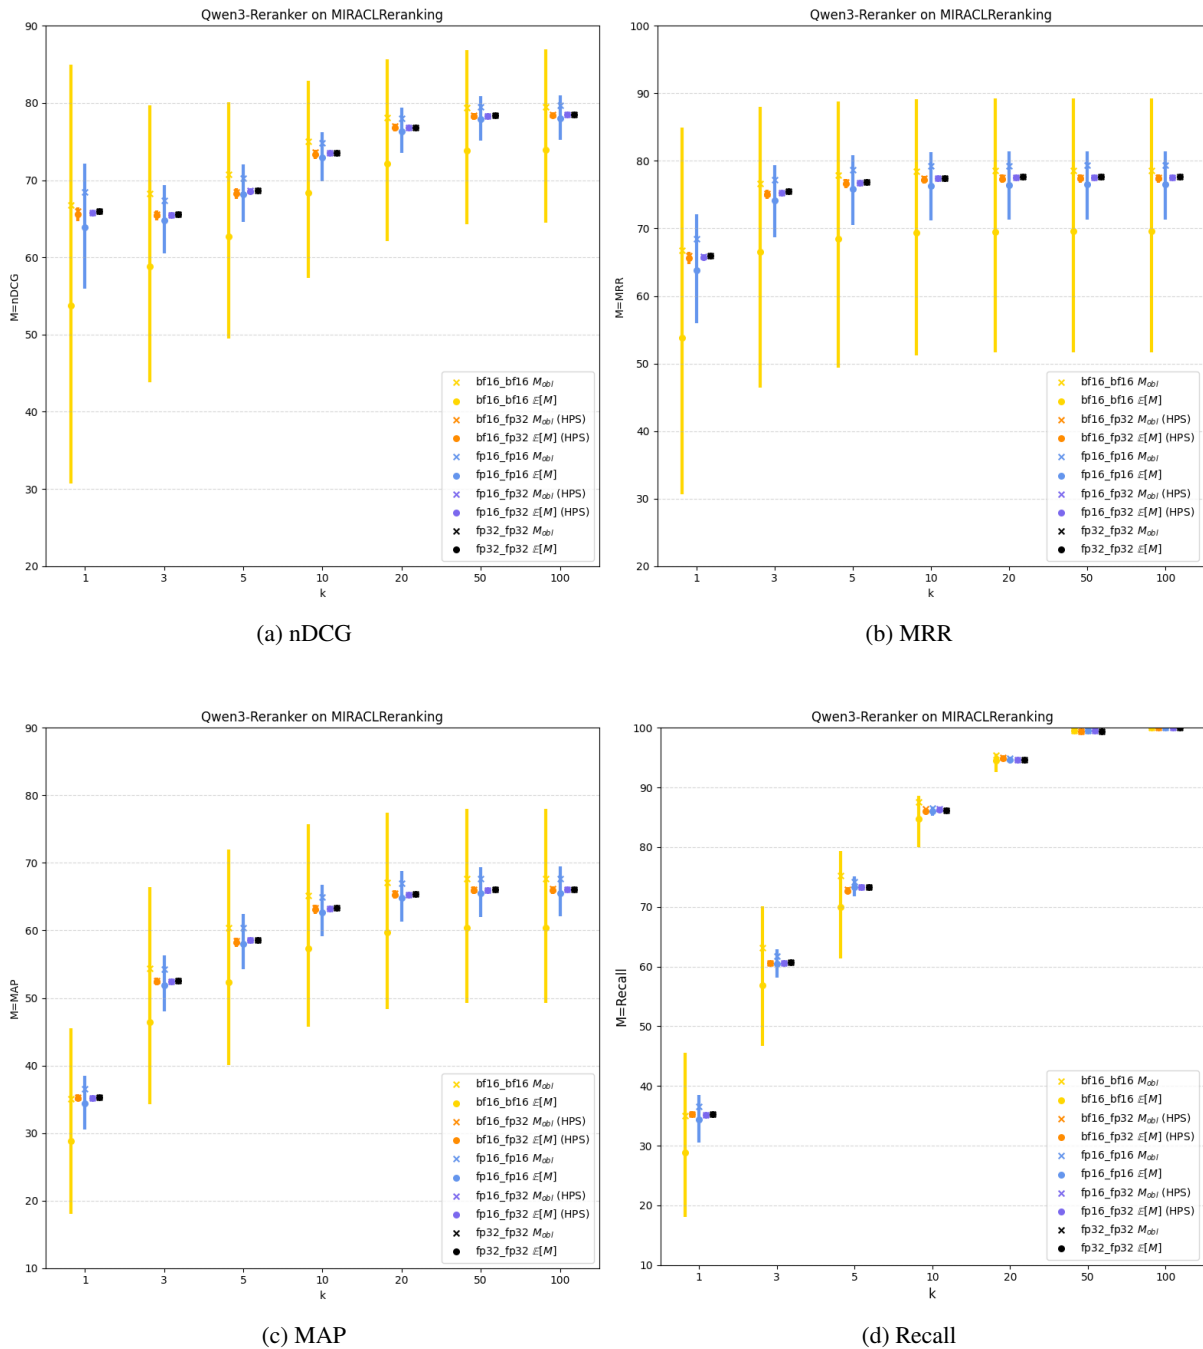 Qwen3-Reranker on MIRACLReranking
90
80
70
60
50
40
30
20
M=nDCG
1 3 5 10 20 50 100
k
bf16_bf16 M_obl
bf16_bf16 𝔼[M]
bf16_fp32 M_obl (HPS)
bf16_fp32 𝔼[M] (HPS)
fp16_fp16 M_obl
fp16_fp16 𝔼[M]
fp16_fp32 M_obl (HPS)
fp16_fp32 𝔼[M] (HPS)
fp32_fp32 M_obl
fp32_fp32 𝔼[M]
(a) nDCG
Qwen3-Reranker on MIRACLReranking
100
90
80
70
60
50
40
30
20
M=MRR
1 3 5 10 20 50 100
k
bf16_bf16 M_obl
bf16_bf16 𝔼[M]
bf16_fp32 M_obl (HPS)
bf16_fp32 𝔼[M] (HPS)
fp16_fp16 M_obl
fp16_fp16 𝔼[M]
fp16_fp32 M_obl (HPS)
fp16_fp32 𝔼[M] (HPS)
fp32_fp32 M_obl
fp32_fp32 𝔼[M]
(b) MRR
Qwen3-Reranker on MIRACLReranking
90
80
70
60
50
40
30
20
10
M=MAP
1 3 5 10 20 50 100
k
bf16_bf16 M_obl
bf16_bf16 𝔼[M]
bf16_fp32 M_obl (HPS)
bf16_fp32 𝔼[M] (HPS)
fp16_fp16 M_obl
fp16_fp16 𝔼[M]
fp16_fp32 M_obl (HPS)
fp16_fp32 𝔼[M] (HPS)
fp32_fp32 M_obl
fp32_fp32 𝔼[M]
(c) MAP
Qwen3-Reranker on MIRACLReranking
100
90
80
70
60
50
40
30
20
10
M=Recall
1 3 5 10 20 50 100
k
bf16_bf16 M_obl
bf16_bf16 𝔼[M]
bf16_fp32 M_obl (HPS)
bf16_fp32 𝔼[M] (HPS)
fp16_fp16 M_obl
fp16_fp16 𝔼[M]
fp16_fp32 M_obl (HPS)
fp16_fp32 𝔼[M] (HPS)
fp32_fp32 M_obl
fp32_fp32 𝔼[M]
(d) Recall